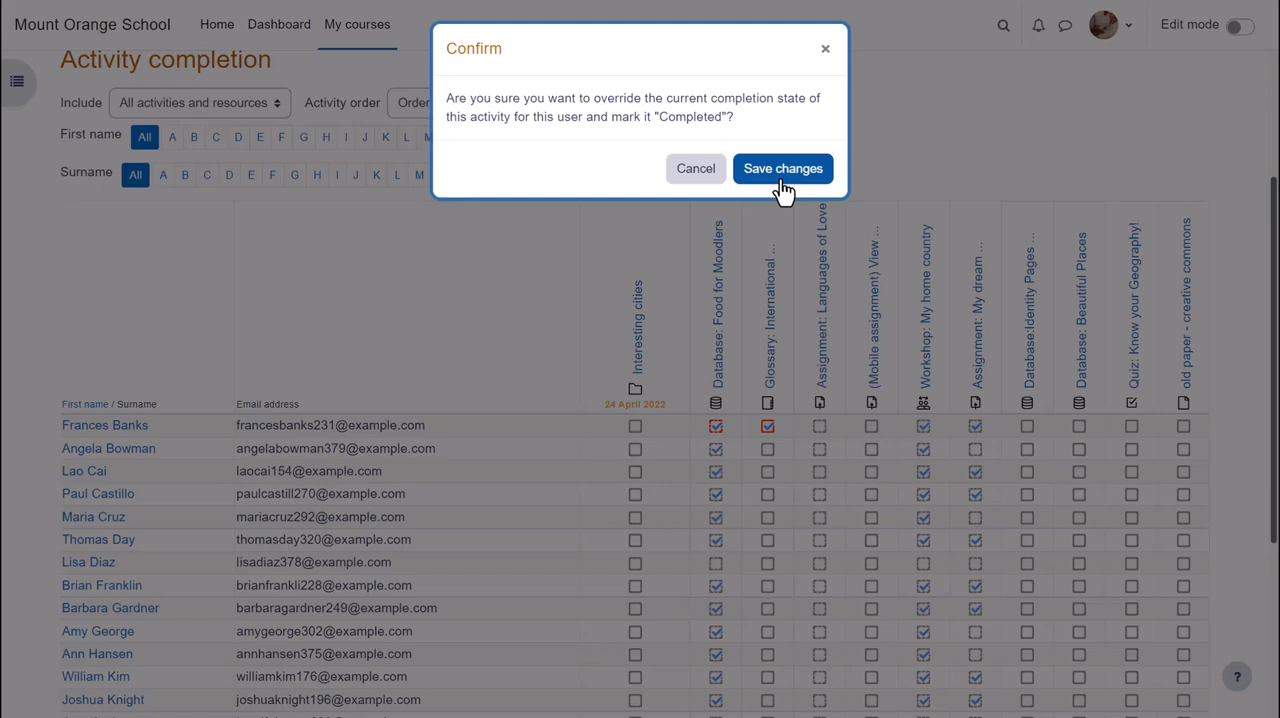 Mount Orange School
Home
Dashboard
My courses
Edit mode
Confirm
×
Are you sure you want to override the current completion state of
this activity for this user and mark it "Completed"?
Cancel
Save changes
Activity completion
Include
All activities and resources
Activity order
Order
First name
All A B C D E F G H I J K L M
Surname
All A B C D E F G H I J K L M
Interesting cities
Database: Food for Moodlers
Glossary: International ...
Assignment: Languages of Love
(Mobile assignment) View ...
Workshop: My home country
Assignment: My dream ...
Database:Identity Pages ...
Database: Beautiful Places
Quiz: Know your Geography!
old paper - creative commons
First name / Surname
Email address
24 April 2022
Frances Banks francesbanks231@example.com
Angela Bowman angelabowman379@example.com
Lao Cai laocai154@example.com
Paul Castillo paulcastill270@example.com
Maria Cruz mariacruz292@example.com
Thomas Day thomasday320@example.com
Lisa Diaz lisadiaz378@example.com
Brian Franklin brianfrankli228@example.com
Barbara Gardner barbaragardner249@example.com
Amy George amygeorge302@example.com
Ann Hansen annhansen375@example.com
William Kim williamkim176@example.com
Joshua Knight joshuaknight196@example.com
?